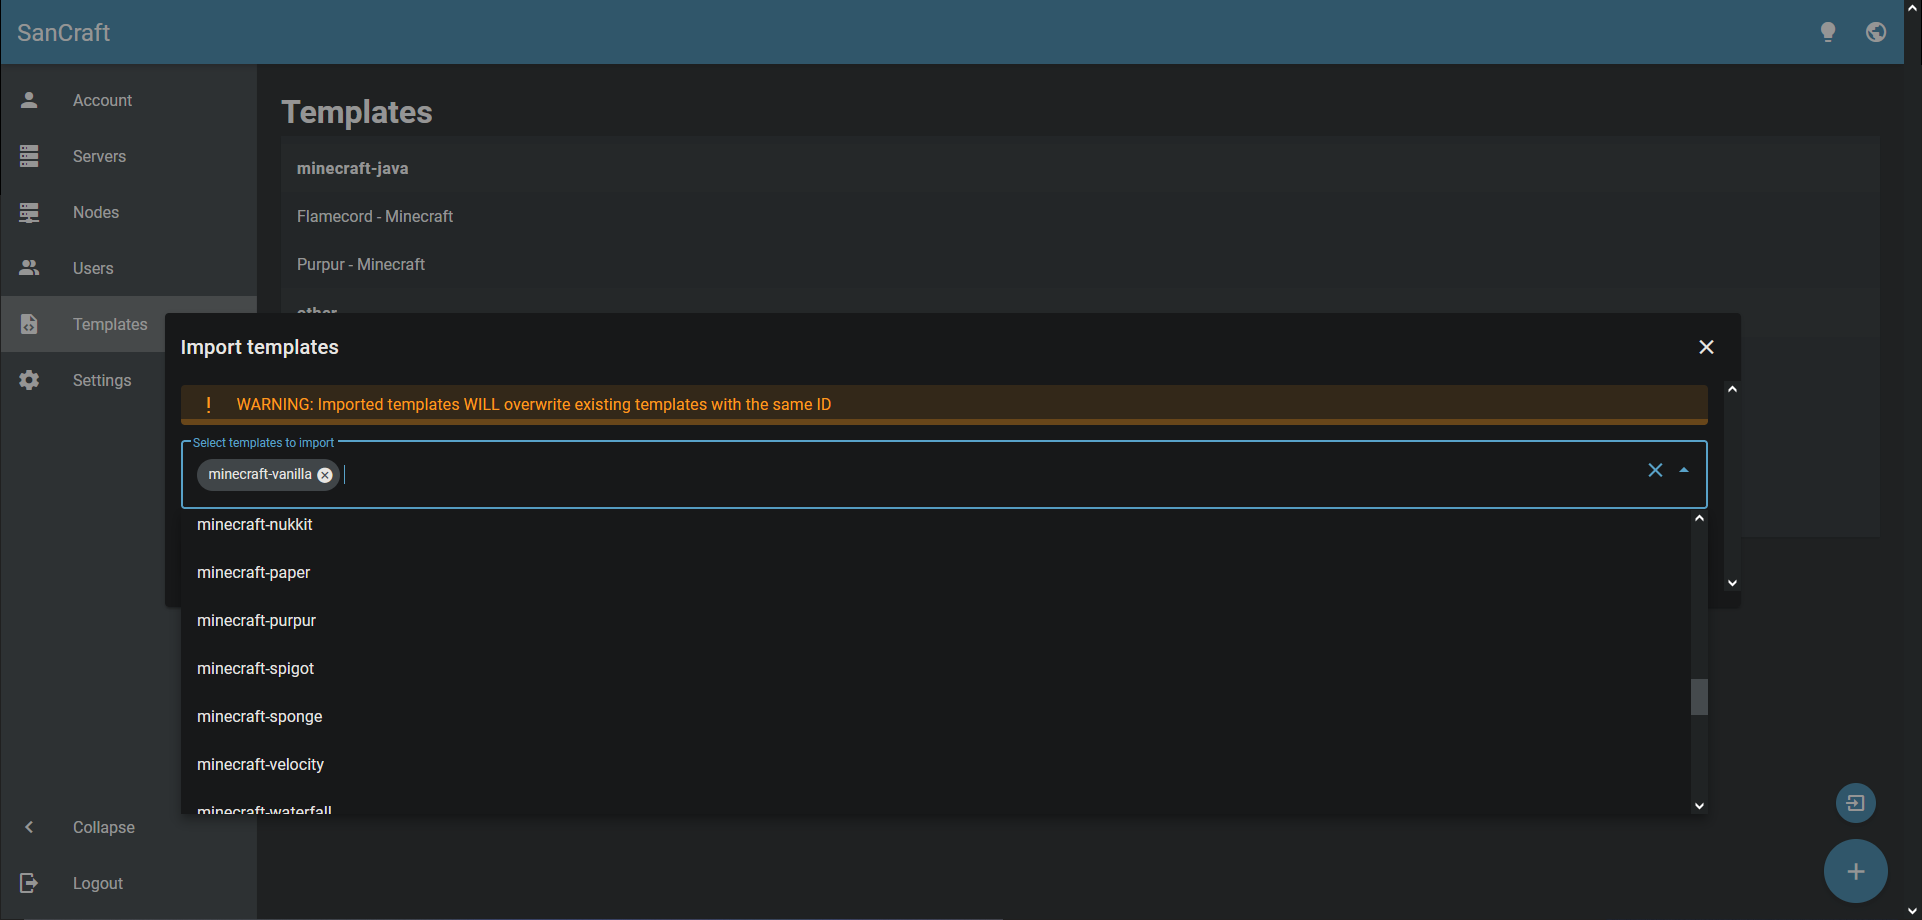 SanCraft
Account
Servers
Nodes
Users
Templates
Settings
Collapse
Logout
Templates
minecraft-java
Flamecord - Minecraft
Purpur - Minecraft
other
Import templates
! WARNING: Imported templates WILL overwrite existing templates with the same ID
Select templates to import
minecraft-vanilla
minecraft-nukkit
minecraft-paper
minecraft-purpur
minecraft-spigot
minecraft-sponge
minecraft-velocity
minecraft-waterfall